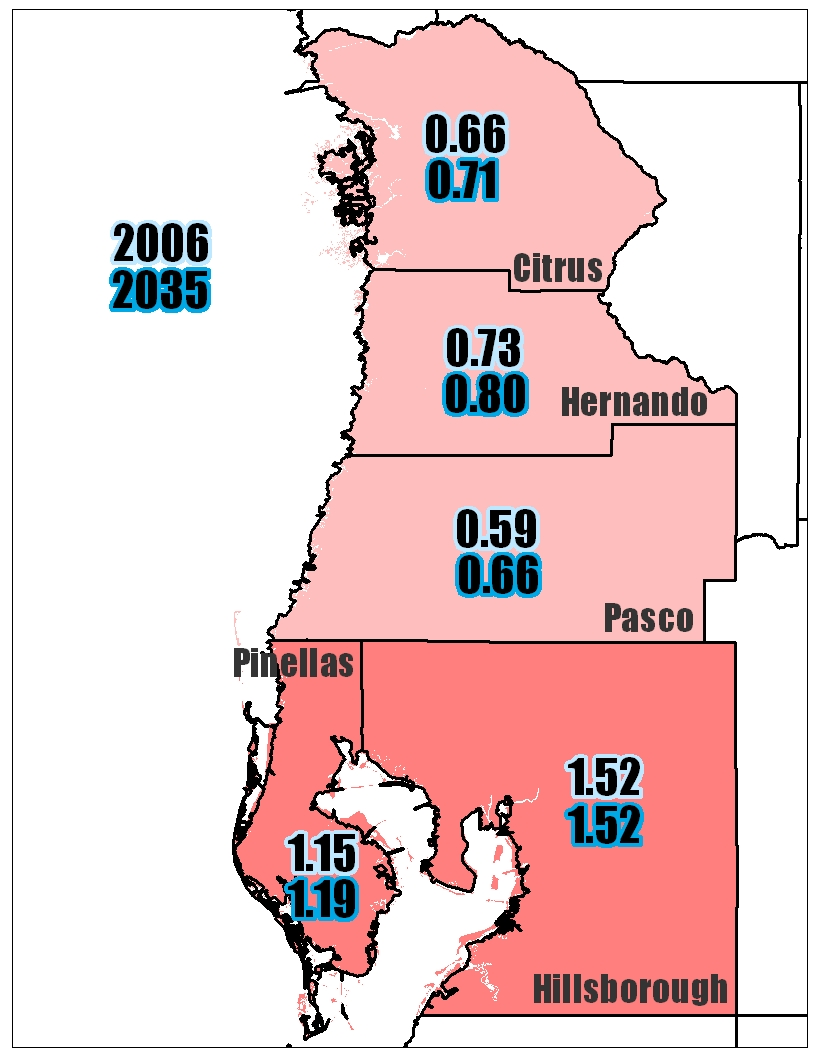 0.66
0.71
Citrus
2006
2035
0.73
0.80
Hernando
0.59
0.66
Pasco
Pinellas
1.52
1.52
1.15
1.19
Hillsborough